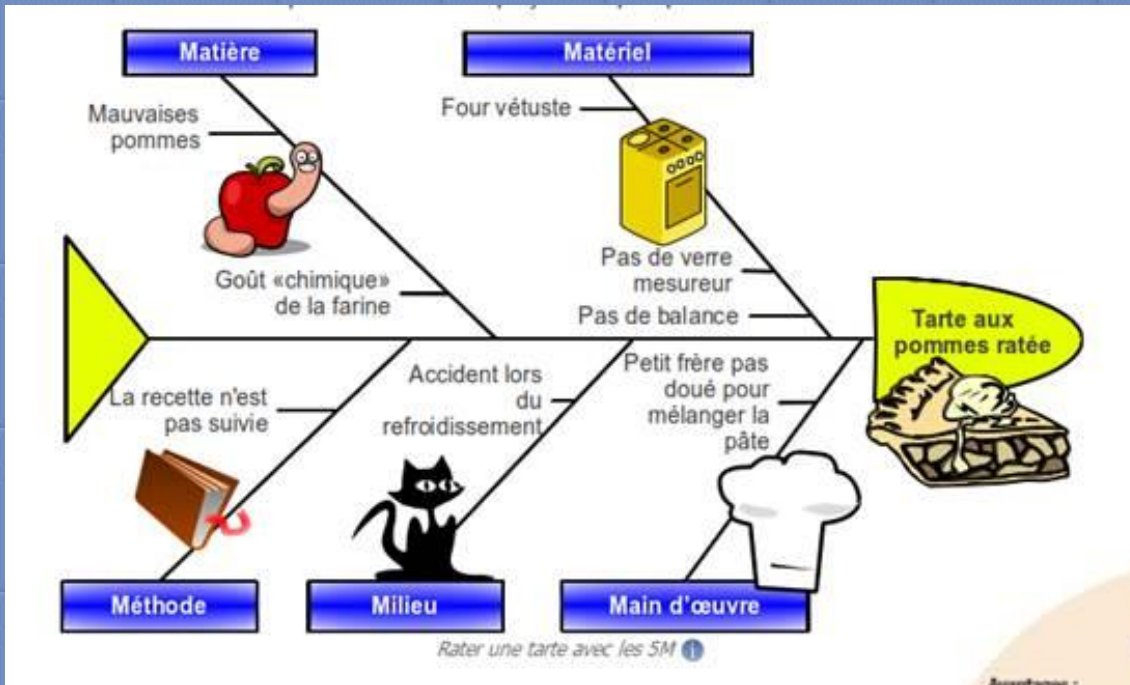 Matière
Matériel
Mauvaises
pommes
Four vétuste
Goût «chimique»
de la farine
Pas de verre
mesureur
Pas de balance
Tarte aux
pommes ratée
La recette n'est
pas suivie
Accident lors
du
refroidissement
Petit frère pas
doué pour
mélanger la
pâte
Méthode
Milieu
Main d'œuvre
Rater une tarte avec les 5M